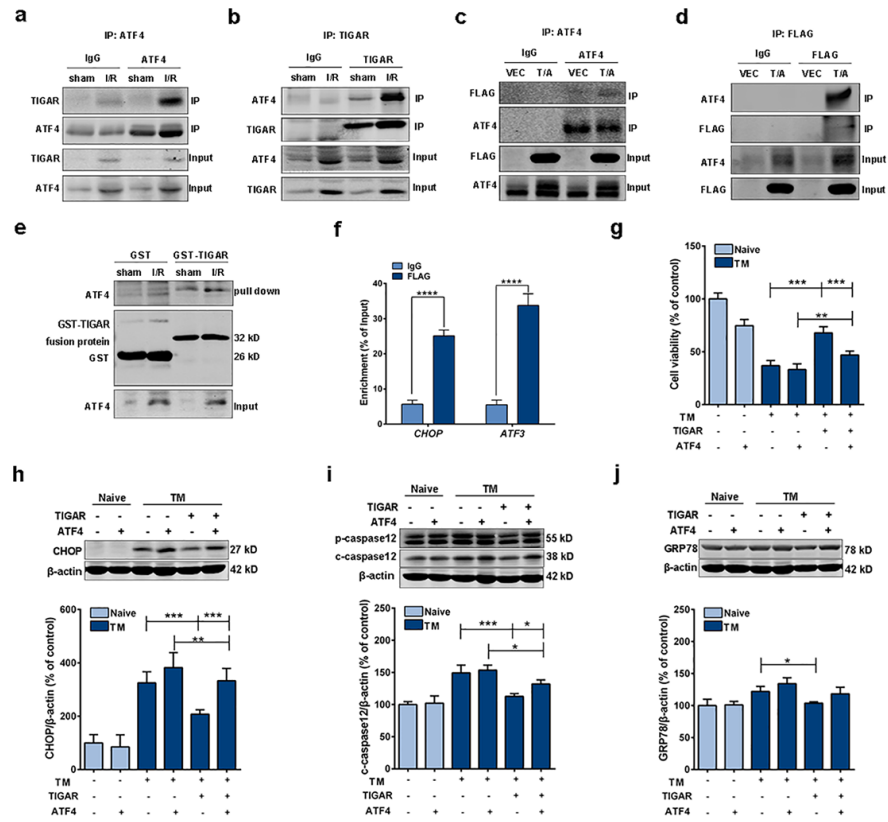 a
IP: ATF4
IgG ATF4
sham I/R sham I/R
TIGAR IP
ATF4 IP
TIGAR Input
ATF4 Input
b
IP: TIGAR
IgG TIGAR
sham I/R sham I/R
ATF4 IP
TIGAR IP
ATF4 Input
TIGAR Input
c
IP: ATF4
IgG ATF4
VEC T/A VEC T/A
FLAG IP
ATF4 IP
FLAG Input
ATF4 Input
d
IP: FLAG
IgG FLAG
VEC T/A VEC T/A
ATF4 IP
FLAG IP
ATF4 Input
FLAG Input
e
GST GST-TIGAR
sham I/R sham I/R
ATF4 pull down
GST-TIGAR
fusion protein 32 kD
GST 26 kD
ATF4 Input
f
IgG
FLAG
**** ****
Enrichment (% of Input)
40
30
20
10
0
CHOP ATF3
g
Naive
TM
*** ***
**
Cell viability (% of control)
150
125
100
75
50
25
0
TM - - + + + +
TIGAR - - - - + +
ATF4 - + - + - +
h
Naive TM
TIGAR - - - - + +
ATF4 - + - + - +
CHOP 27 kD
β-actin 42 kD
Naive
TM
*** ***
**
CHOP/β-actin (% of control)
600
400
200
0
TM - - + + + +
TIGAR - - - - + +
ATF4 - + - + - +
i
Naive TM
TIGAR - - - - + +
ATF4 - + - + - +
p-caspase12 55 kD
c-caspase12 38 kD
β-actin 42 kD
Naive
TM
*** *
*
c-caspase12/β-actin (% of control)
250
200
150
100
50
0
TM - - + + + +
TIGAR - - - - + +
ATF4 - + - + - +
j
Naive TM
TIGAR - - - - + +
ATF4 - + - + - +
GRP78 78 kD
β-actin 42 kD
Naive
TM
*
GRP78/β-actin (% of control)
250
200
150
100
50
0
TM - - + + + +
TIGAR - - - - + +
ATF4 - + - + - +